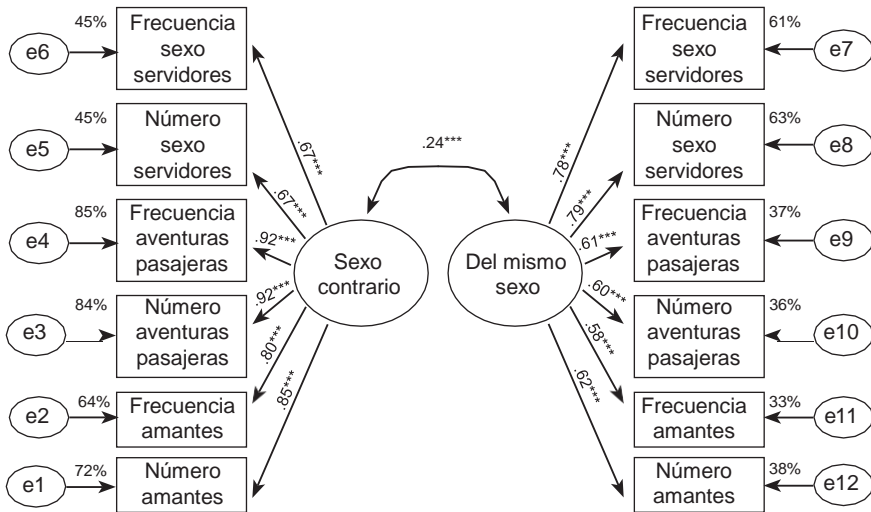 45%
Frecuencia
sexo
servidores
e6
45%
Número
sexo
servidores
e5
85%
Frecuencia
aventuras
pasajeras
e4
84%
Número
aventuras
pasajeras
e3
64%
Frecuencia
amantes
e2
72%
Número
amantes
e1
.67***
.67***
.92***
.92***
.80***
.85***
Sexo
contrario
.24***
Del mismo
sexo
.78***
.79***
.61***
.60***
.58***
.62***
Frecuencia
sexo
servidores
61%
e7
Número
sexo
servidores
63%
e8
Frecuencia
aventuras
pasajeras
37%
e9
Número
aventuras
pasajeras
36%
e10
Frecuencia
amantes
33%
e11
Número
amantes
38%
e12